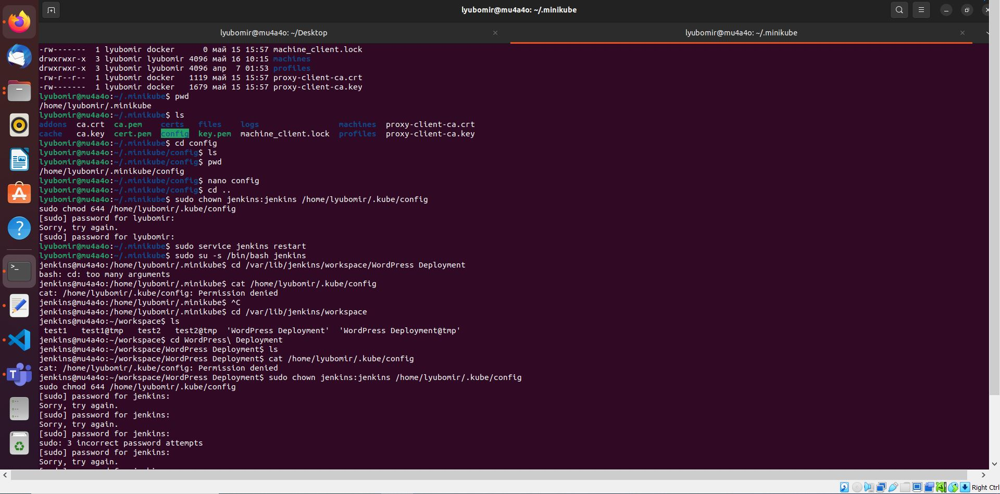 lyubomir@mu4a4o: ~/.minikube
lyubomir@mu4a4o: ~/Desktop
lyubomir@mu4a4o: ~/.minikube
-rw-------  1 lyubomir docker      0 май 15 15:57 machine_client.lock
drwxrwxr-x  3 lyubomir lyubomir 4096 май 16 10:15 machines
drwxrwxr-x  3 lyubomir lyubomir 4096 апр  7 01:53 profiles
-rw-r--r--  1 lyubomir docker   1119 май 15 15:57 proxy-client-ca.crt
-rw-------  1 lyubomir docker   1679 май 15 15:57 proxy-client-ca.key
lyubomir@mu4a4o:~/.minikube$ pwd
/home/lyubomir/.minikube
lyubomir@mu4a4o:~/.minikube$ ls
addons  ca.crt  ca.pem    certs   files    logs                 machines  proxy-client-ca.crt
cache   ca.key  cert.pem  config  key.pem  machine_client.lock  profiles  proxy-client-ca.key
lyubomir@mu4a4o:~/.minikube$ cd config
lyubomir@mu4a4o:~/.minikube/config$ ls
lyubomir@mu4a4o:~/.minikube/config$ pwd
/home/lyubomir/.minikube/config
lyubomir@mu4a4o:~/.minikube/config$ nano config
lyubomir@mu4a4o:~/.minikube/config$ cd ..
lyubomir@mu4a4o:~/.minikube$ sudo chown jenkins:jenkins /home/lyubomir/.kube/config
sudo chmod 644 /home/lyubomir/.kube/config
[sudo] password for lyubomir:
Sorry, try again.
[sudo] password for lyubomir:
lyubomir@mu4a4o:~/.minikube$ sudo service jenkins restart
lyubomir@mu4a4o:~/.minikube$ sudo su -s /bin/bash jenkins
jenkins@mu4a4o:/home/lyubomir/.minikube$ cd /var/lib/jenkins/workspace/WordPress Deployment
bash: cd: too many arguments
jenkins@mu4a4o:/home/lyubomir/.minikube$ cat /home/lyubomir/.kube/config
cat: /home/lyubomir/.kube/config: Permission denied
jenkins@mu4a4o:/home/lyubomir/.minikube$ ^C
jenkins@mu4a4o:/home/lyubomir/.minikube$ cd /var/lib/jenkins/workspace
jenkins@mu4a4o:~/workspace$ ls
 test1   test1@tmp   test2   test2@tmp  'WordPress Deployment'  'WordPress Deployment@tmp'
jenkins@mu4a4o:~/workspace$ cd WordPress\ Deployment
jenkins@mu4a4o:~/workspace/WordPress Deployment$ ls
jenkins@mu4a4o:~/workspace/WordPress Deployment$ cat /home/lyubomir/.kube/config
cat: /home/lyubomir/.kube/config: Permission denied
jenkins@mu4a4o:~/workspace/WordPress Deployment$ sudo chown jenkins:jenkins /home/lyubomir/.kube/config
sudo chmod 644 /home/lyubomir/.kube/config
[sudo] password for jenkins:
Sorry, try again.
[sudo] password for jenkins:
Sorry, try again.
[sudo] password for jenkins:
sudo: 3 incorrect password attempts
[sudo] password for jenkins:
Sorry, try again.
Right Ctrl